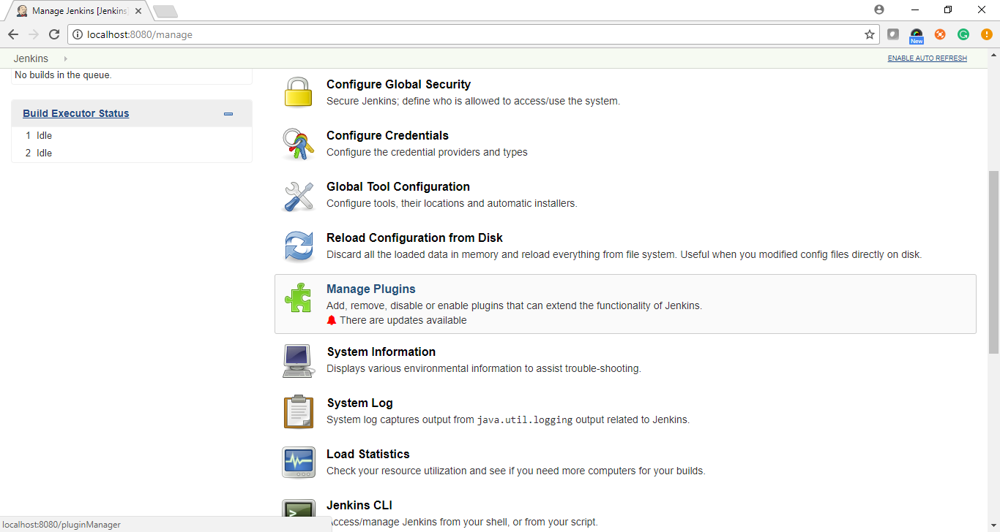 Manage Jenkins [Jenkins
localhost:8080/manage
New
Jenkins
ENABLE AUTO REFRESH
No builds in the queue.
Build Executor Status
1 Idle
2 Idle
Configure Global Security
Secure Jenkins; define who is allowed to access/use the system.
Configure Credentials
Configure the credential providers and types
Global Tool Configuration
Configure tools, their locations and automatic installers.
Reload Configuration from Disk
Discard all the loaded data in memory and reload everything from file system. Useful when you modified config files directly on disk.
Manage Plugins
Add, remove, disable or enable plugins that can extend the functionality of Jenkins.
There are updates available
System Information
Displays various environmental information to assist trouble-shooting.
System Log
System log captures output from java.util.logging output related to Jenkins.
Load Statistics
Check your resource utilization and see if you need more computers for your builds.
Jenkins CLI
Access/manage Jenkins from your shell, or from your script.
localhost:8080/pluginManager